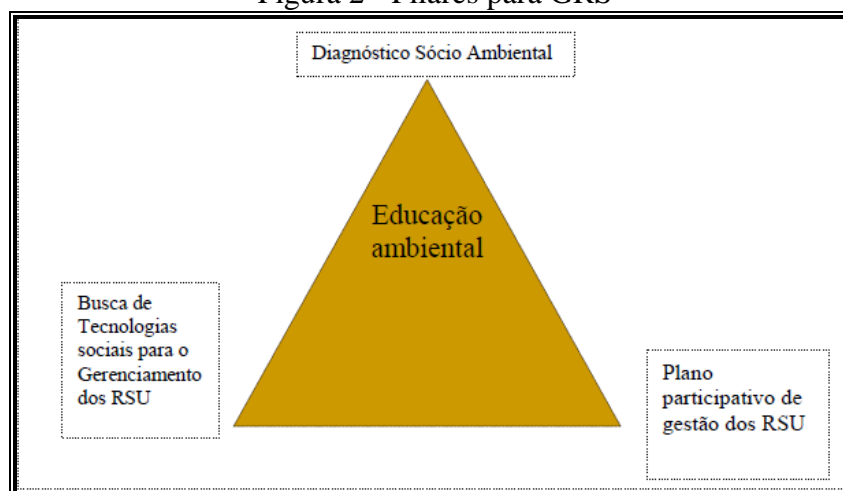 Figura 2 - Pilares para GRS
Diagnóstico Sócio Ambiental
Educação
ambiental
Busca de
Tecnologias
sociais para o
Gerenciamento
dos RSU
Plano
participativo de
gestão dos RSU